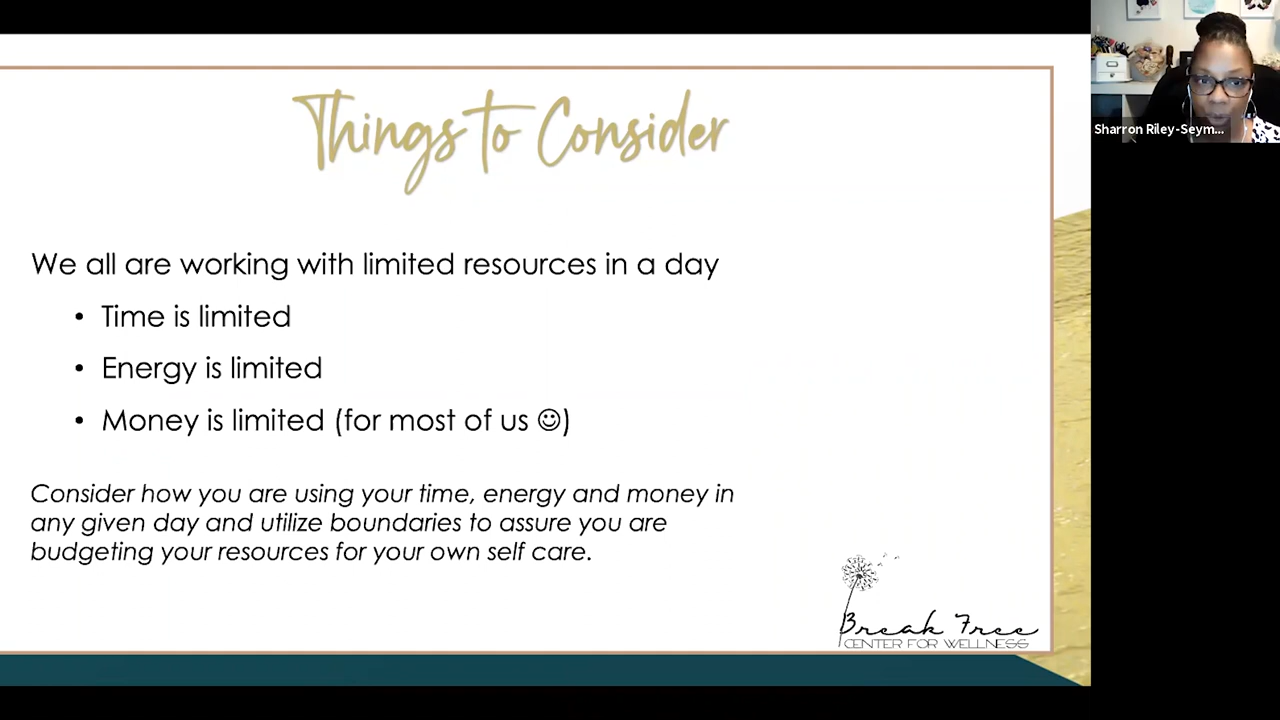 Things to Consider
Sharron Riley-Seym...
We all are working with limited resources in a day
• Time is limited
• Energy is limited
• Money is limited (for most of us ☺)
Consider how you are using your time, energy and money in
any given day and utilize boundaries to assure you are
budgeting your resources for your own self care.
Break Free
CENTER FOR WELLNESS